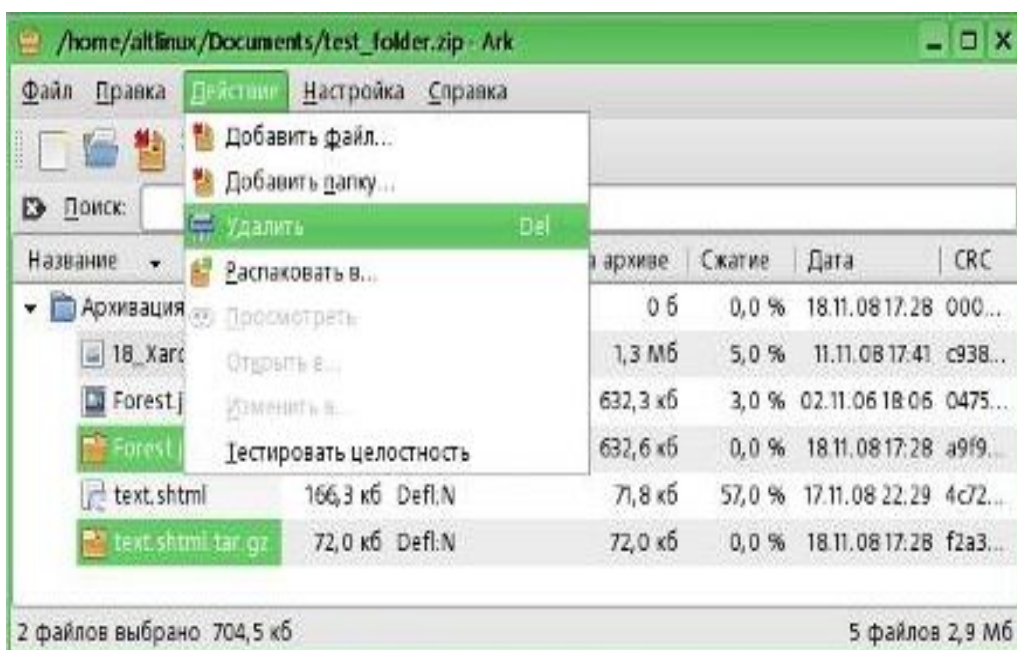 /home/altlinux/Documents/test_folder.zip - Ark
Файл Правка Действие Настройка Справка
Добавить файл...
Добавить папку...
Поиск:
Удалить Del
Распаковать в...
Просмотреть
Открыть в...
Изменить в...
Тестировать целостность
Название архиве Сжатие Дата CRC
Архивация 0 б 0,0 % 18.11.08 17:28 000...
18_Xaro 1,3 Мб 5,0 % 11.11.08 17:41 c938...
Forest.j 632,3 кб 3,0 % 02.11.06 18:06 0475...
Forest.j 632,6 кб 0,0 % 18.11.08 17:28 a9f9...
text.shtml 166,3 кб Defl:N 71,8 кб 57,0 % 17.11.08 22:29 4c72...
text.shtml.tar.gz 72,0 кб Defl:N 72,0 кб 0,0 % 18.11.08 17:28 f2a3...
2 файлов выбрано 704,5 кб 5 файлов 2,9 Мб